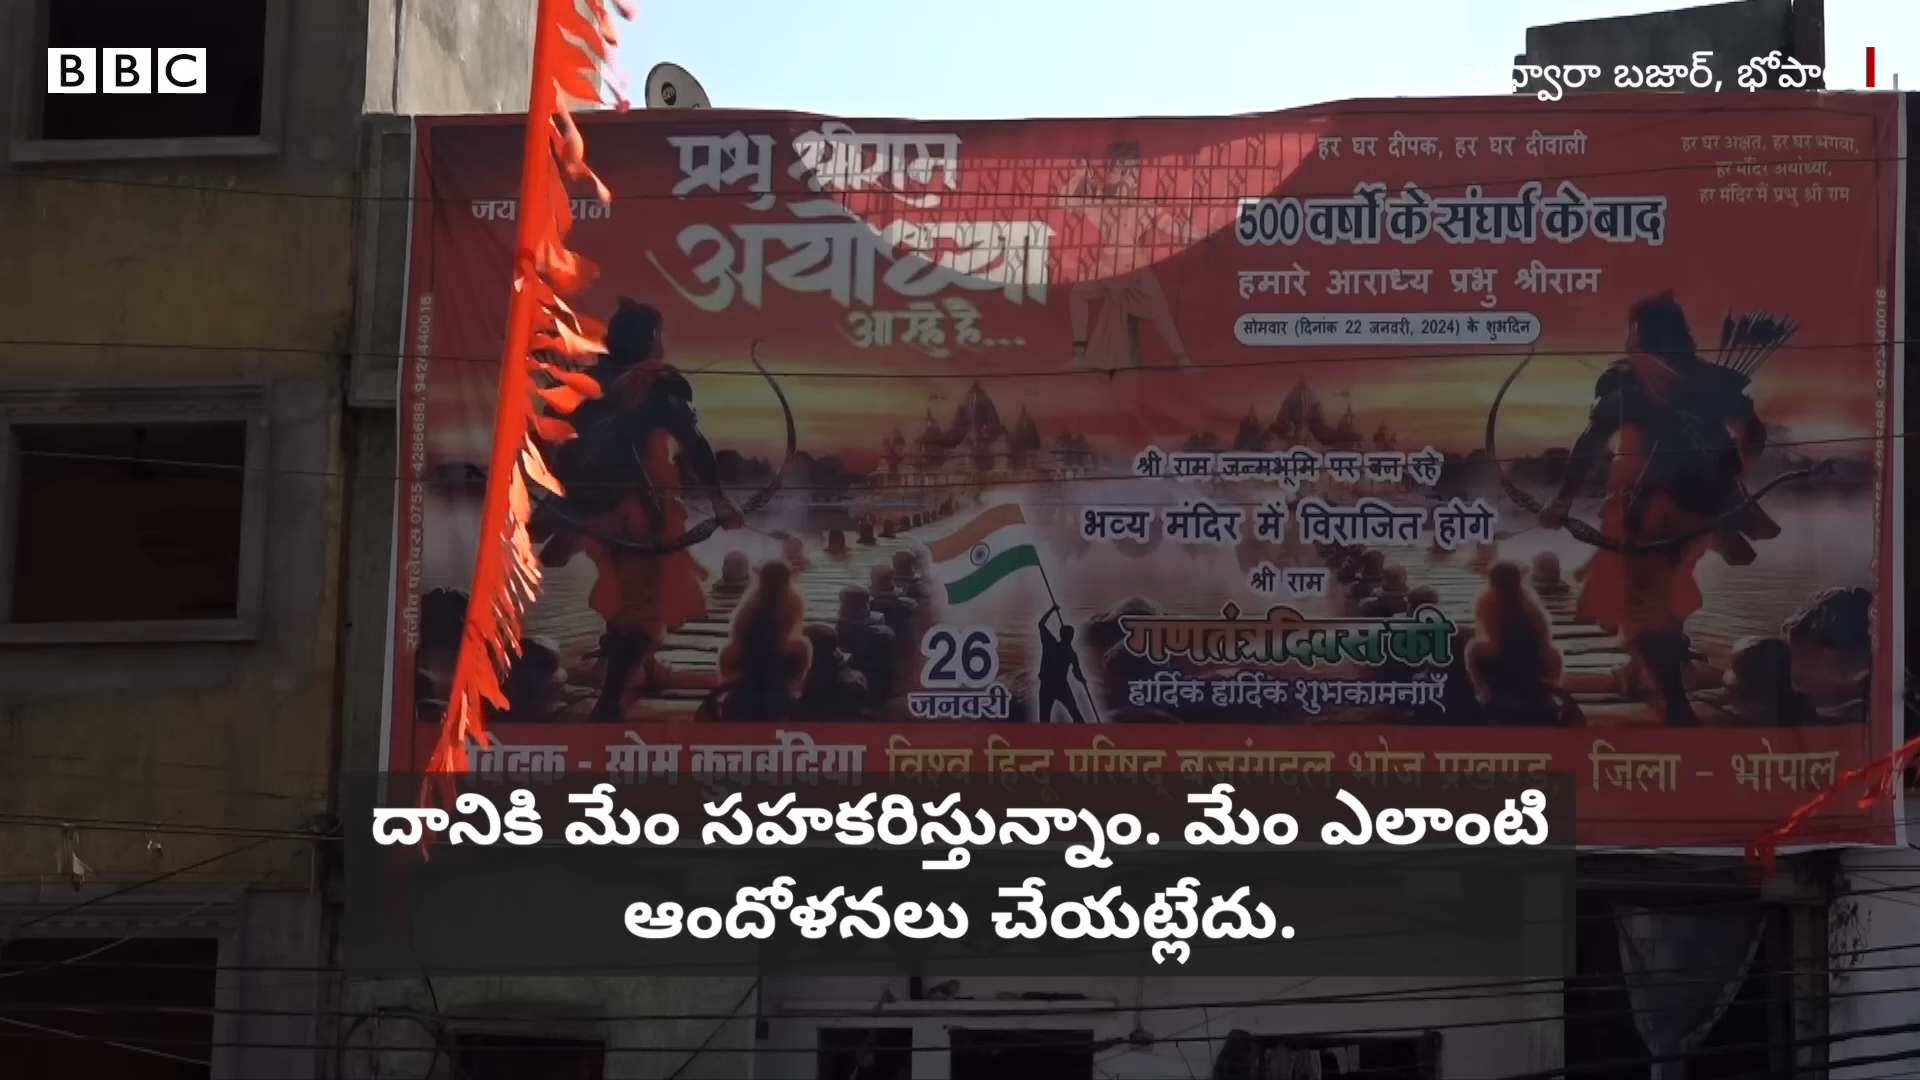 BBC
బుధ్వారా బజార్, భోపాల్
जय श्री राम
प्रभु श्रीराम
अयोध्या
आ रहे है...
हर घर दीपक, हर घर दीवाली
हर घर अक्षत, हर घर भगवा,
हर मंदिर अयोध्या,
हर मंदिर में प्रभु श्री राम
500 वर्षों के संघर्ष के बाद
हमारे आराध्य प्रभु श्रीराम
सोमवार (दिनांक 22 जनवरी, 2024) के शुभदिन
श्री राम जन्मभूमि पर बन रहे
भव्य मंदिर में विराजित होगे
श्री राम
26
जनवरी
गणतंत्र दिवस की
हार्दिक हार्दिक शुभकामनाएँ
सोम कुचबंदिया विश्व हिन्दू परिषद् बजरंगदल भोज प्रखण्ड, जिला - भोपाल
దానికి మేం సహకరిస్తున్నాం. మేం ఎలాంటి
ఆందోళనలు చేయట్లేదు.